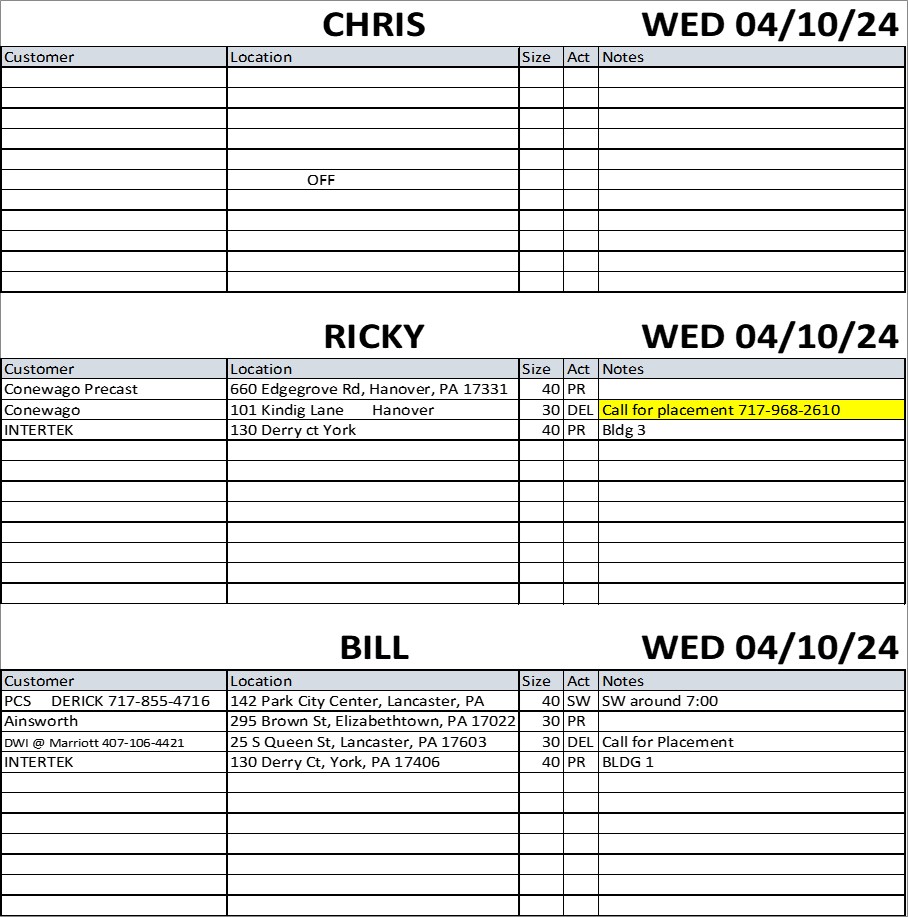 CHRIS WED 04/10/24
Customer Location Size Act Notes
OFF
RICKY WED 04/10/24
Customer Location Size Act Notes
Conewago Precast 660 Edgegrove Rd, Hanover, PA 17331 40 PR
Conewago 101 Kindig Lane Hanover 30 DEL Call for placement 717-968-2610
INTERTEK 130 Derry ct York 40 PR Bldg 3
BILL WED 04/10/24
Customer Location Size Act Notes
PCS DERICK 717-855-4716 142 Park City Center, Lancaster, PA 40 SW SW around 7:00
Ainsworth 295 Brown St, Elizabethtown, PA 17022 30 PR
DWI @ Marriott 407-106-4421 25 S Queen St, Lancaster, PA 17603 30 DEL Call for Placement
INTERTEK 130 Derry Ct, York, PA 17406 40 PR BLDG 1